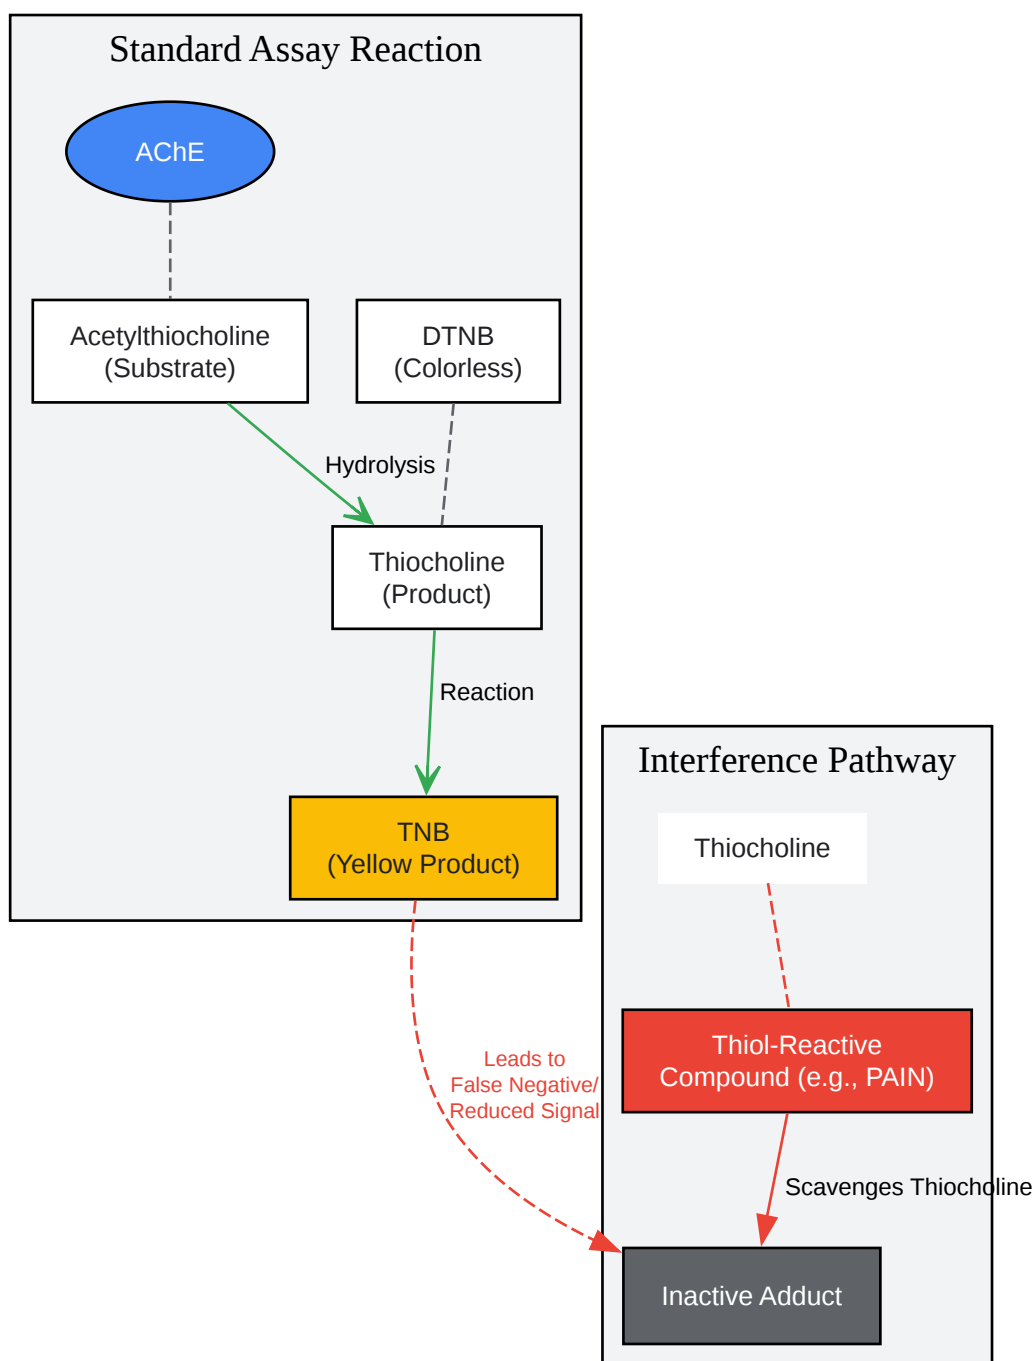 Standard Assay Reaction
AChE
Acetylthiocholine
(Substrate)
DTNB
(Colorless)
Hydrolysis
Thiocholine
(Product)
Reaction
TNB
(Yellow Product)
Interference Pathway
Thiocholine
Thiol-Reactive
Compound (e.g., PAIN)
Leads to
False Negative/
Reduced Signal
Scavenges Thiocholine
Inactive Adduct